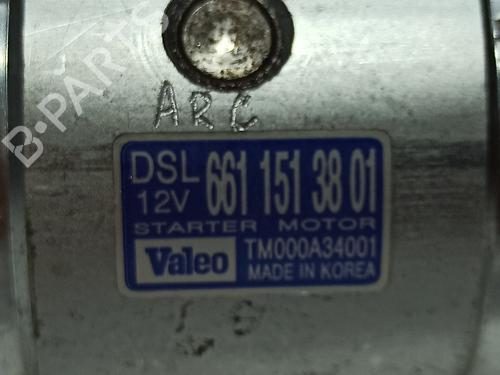 B-PARTS
ARC
DSL 661 151 38 01
12V
STARTER MOTOR
Valeo TM000A34001
MADE IN KOREA